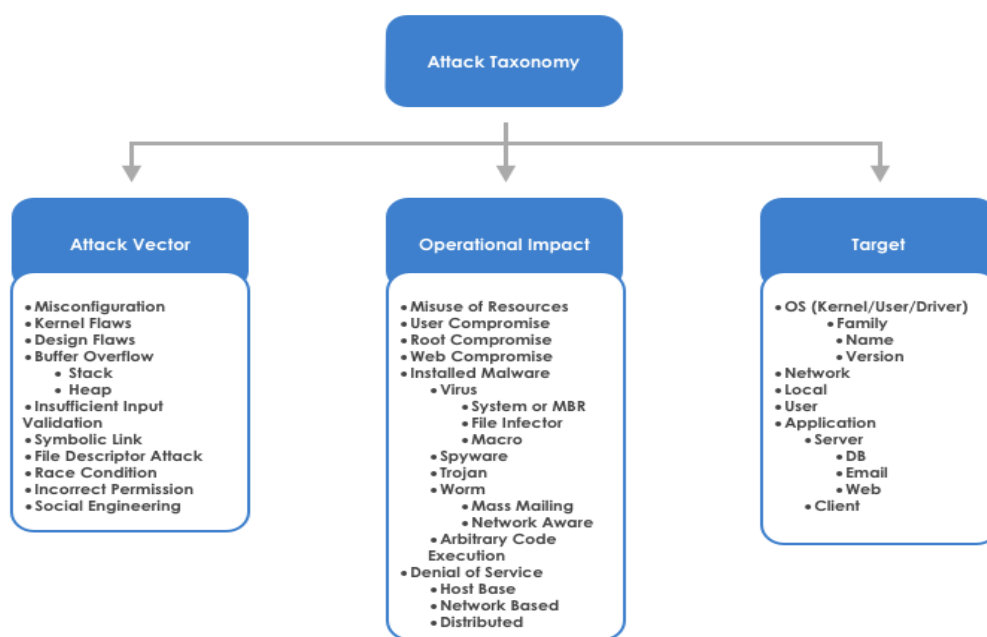 Attack Taxonomy
Attack Vector
• Misconfiguration
• Kernel Flaws
• Design Flaws
• Buffer Overflow
• Stack
• Heap
• Insufficient Input
Validation
• Symbolic Link
• File Descriptor Attack
• Race Condition
• Incorrect Permission
• Social Engineering
Operational Impact
• Misuse of Resources
• User Compromise
• Root Compromise
• Web Compromise
• Installed Malware
• Virus
• System or MBR
• File Infector
• Macro
• Spyware
• Trojan
• Worm
• Mass Mailing
• Network Aware
• Arbitrary Code
Execution
• Denial of Service
• Host Base
• Network Based
• Distributed
Target
• OS (Kernel/User/Driver)
• Family
• Name
• Version
• Network
• Local
• User
• Application
• Server
• DB
• Email
• Web
• Client